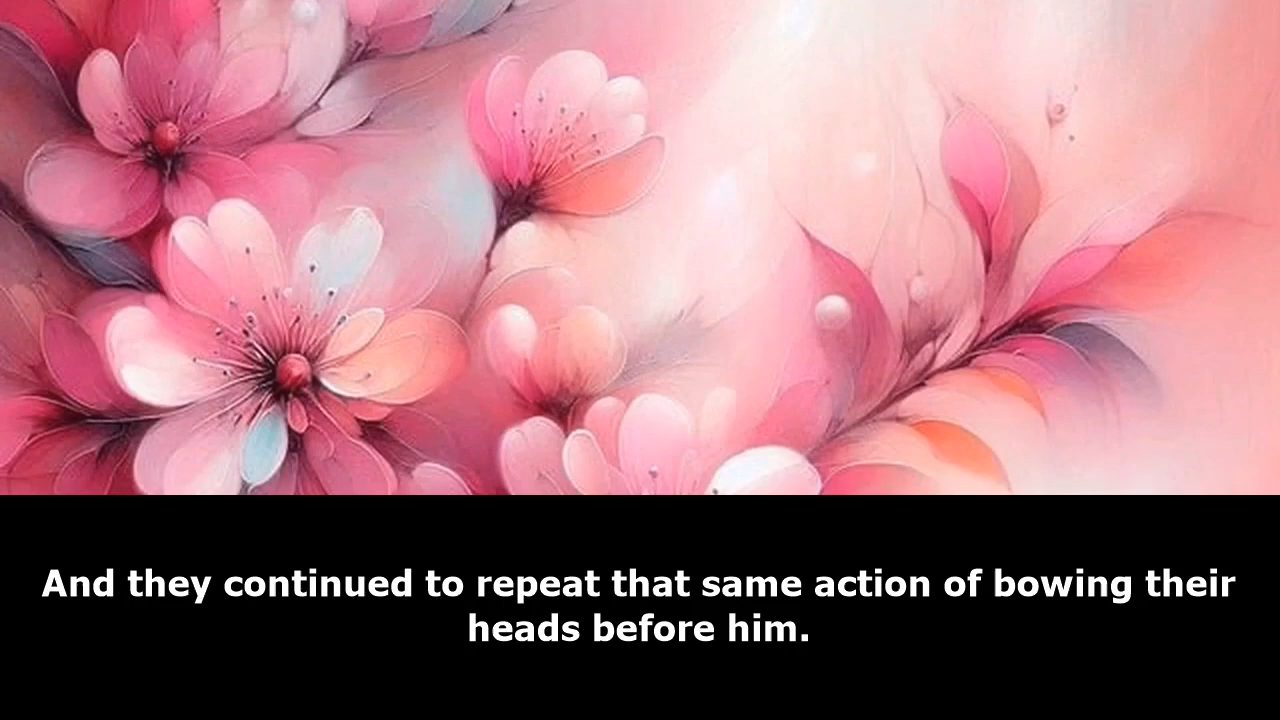 And they continued to repeat that same action of bowing their
heads before him.